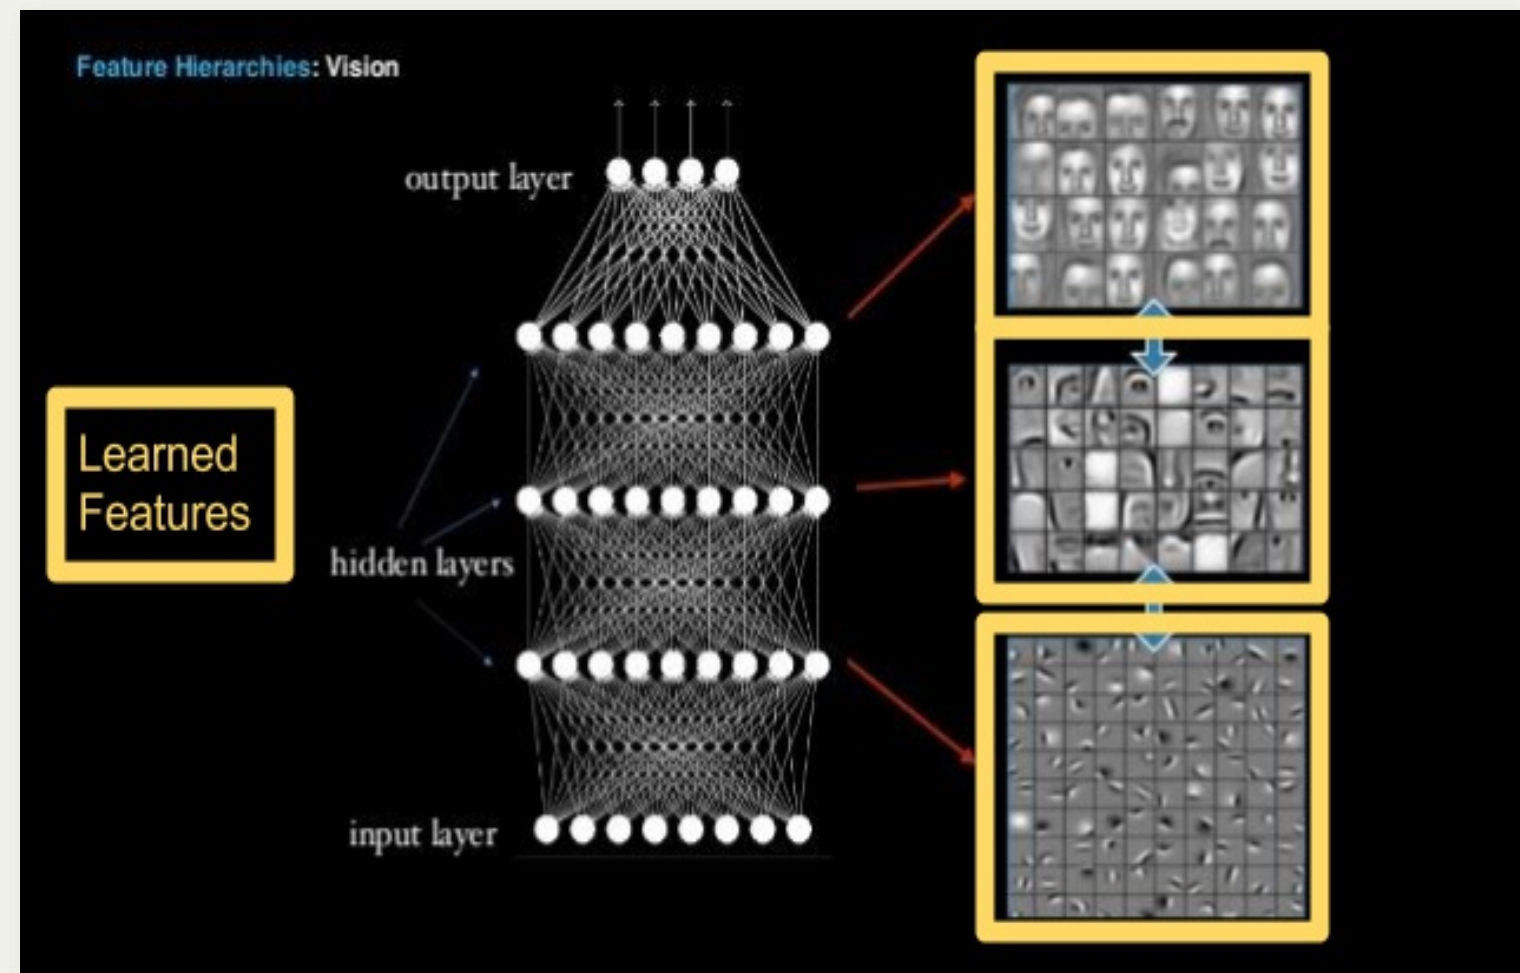 Feature Hierarchies: Vision
output layer
Learned
Features
hidden layers
input layer